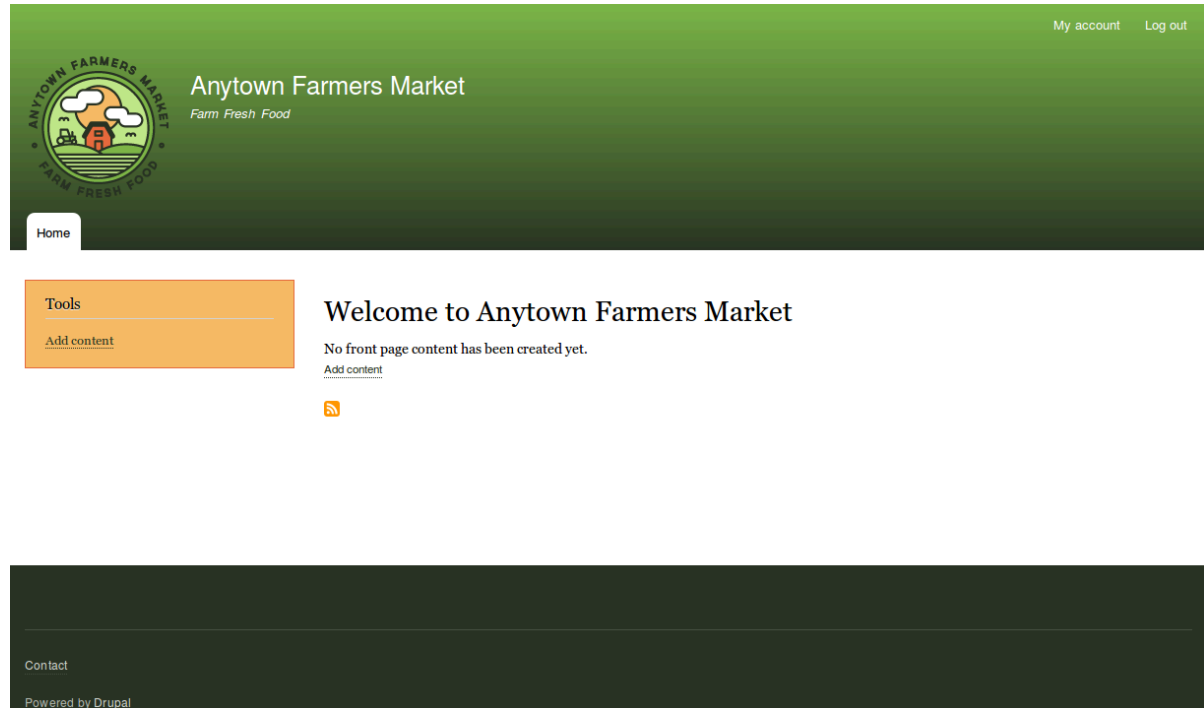 My account Log out
ANYTOWN FARMERS MARKET
FARM FRESH FOOD
Anytown Farmers Market
Farm Fresh Food
Home
Tools
Add content
Welcome to Anytown Farmers Market
No front page content has been created yet.
Add content
Contact
Powered by Drupal